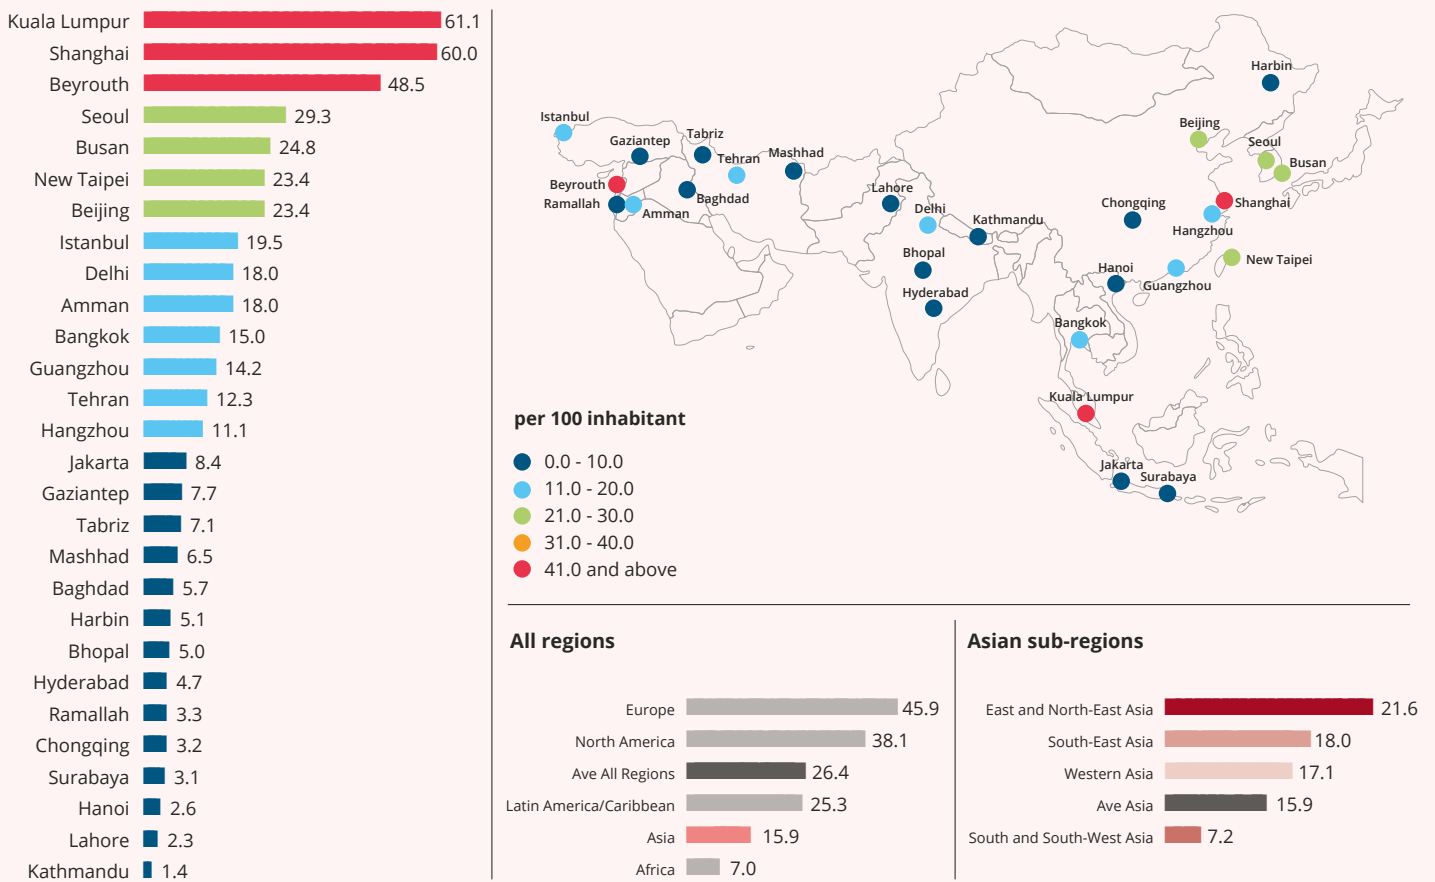 Kuala Lumpur 61.1
Shanghai 60.0
Beyrouth 48.5
Seoul 29.3
Busan 24.8
New Taipei 23.4
Beijing 23.4
Istanbul 19.5
Delhi 18.0
Amman 18.0
Bangkok 15.0
Guangzhou 14.2
Tehran 12.3
Hangzhou 11.1
Jakarta 8.4
Gaziantep 7.7
Tabriz 7.1
Mashhad 6.5
Baghdad 5.7
Harbin 5.1
Bhopal 5.0
Hyderabad 4.7
Ramallah 3.3
Chongqing 3.2
Surabaya 3.1
Hanoi 2.6
Lahore 2.3
Kathmandu 1.4
Harbin
Istanbul
Beijing
Gaziantep
Tabriz
Seoul
Tehran
Mashhad
Busan
Beyrouth
Lahore
Baghdad
Ramallah
Amman
Delhi
Kathmandu
Chongqing
Shanghai
Hangzhou
Bhopal
New Taipei
Hanoi
Guangzhou
Hyderabad
Bangkok
Kuala Lumpur
Jakarta
Surabaya
per 100 inhabitant
0.0 - 10.0
11.0 - 20.0
21.0 - 30.0
31.0 - 40.0
41.0 and above
All regions
Europe 45.9
North America 38.1
Ave All Regions 26.4
Latin America/Caribbean 25.3
Asia 15.9
Africa 7.0
Asian sub-regions
East and North-East Asia 21.6
South-East Asia 18.0
Western Asia 17.1
Ave Asia 15.9
South and South-West Asia 7.2